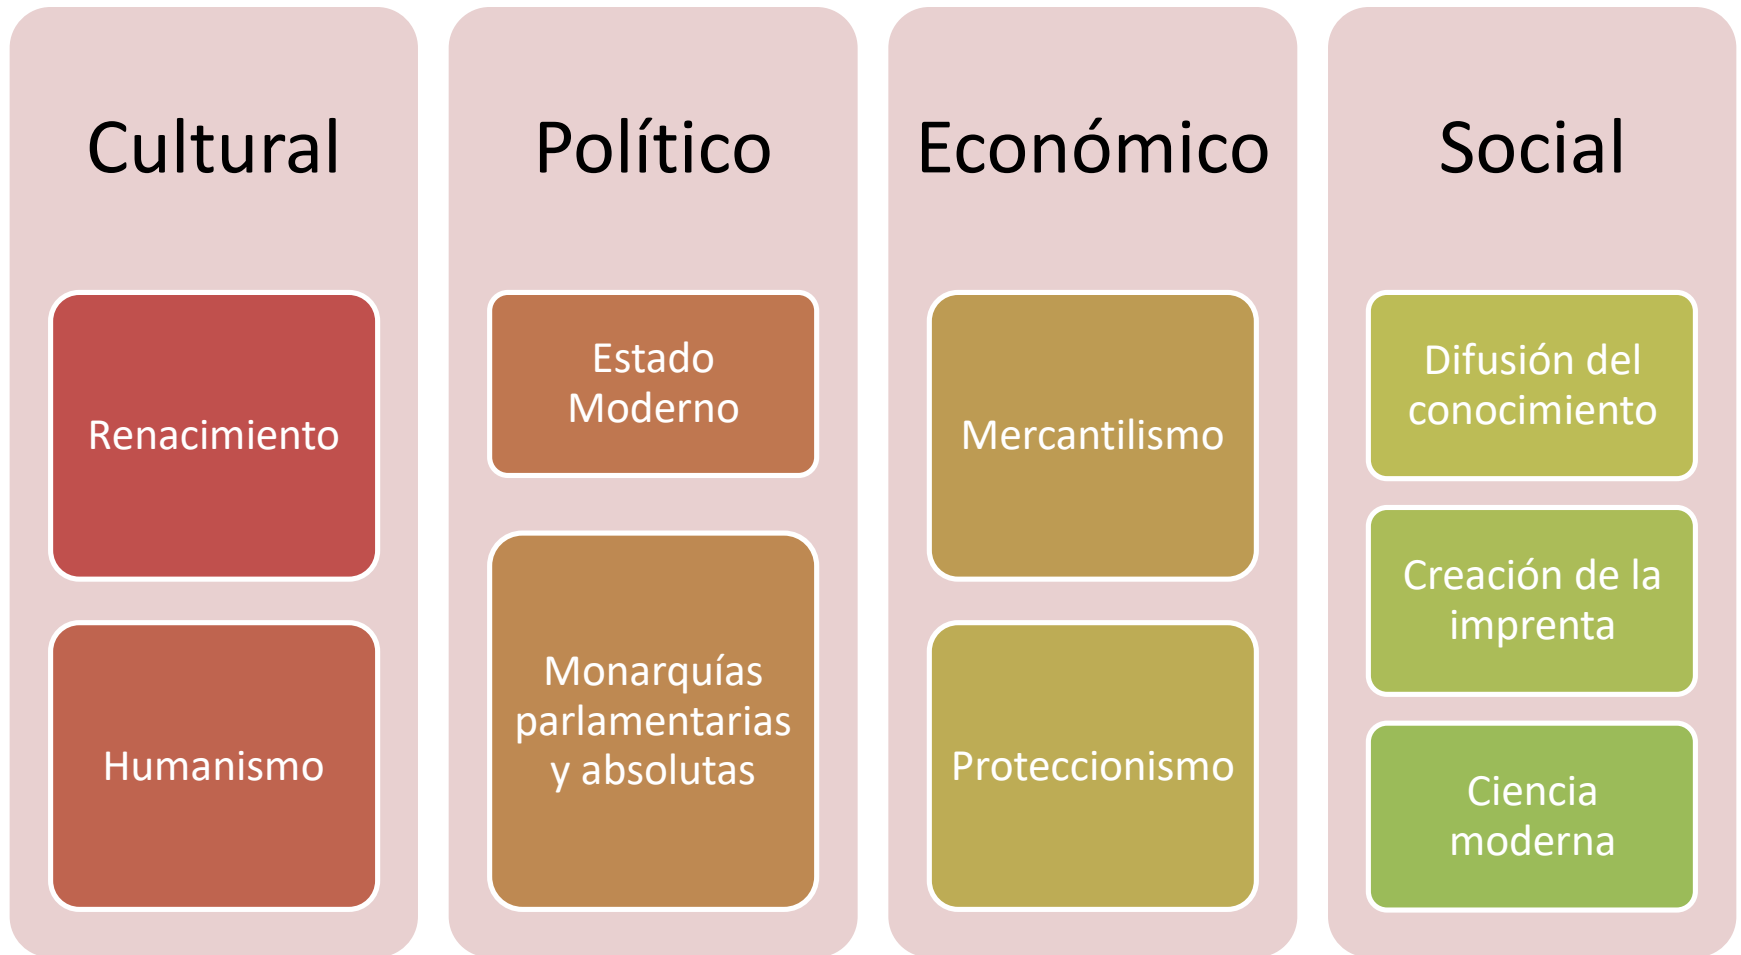 Cultural
Renacimiento
Humanismo
Político
Estado
Moderno
Monarquías
parlamentarias
y absolutas
Económico
Mercantilismo
Proteccionismo
Social
Difusión del
conocimiento
Creación de la
imprenta
Ciencia
moderna